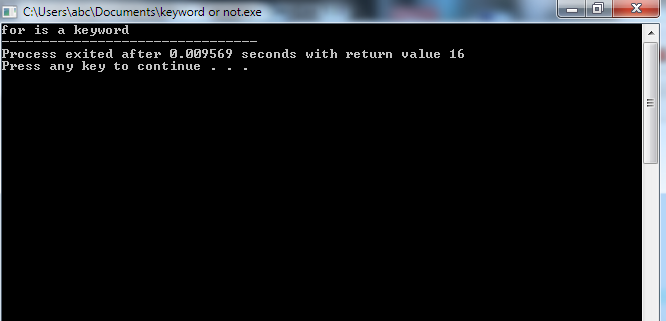 C:\Users\abc\Documents\keyword or not.exe
for is a keyword
--------------------------------
Process exited after 0.009569 seconds with return value 16
Press any key to continue . . .